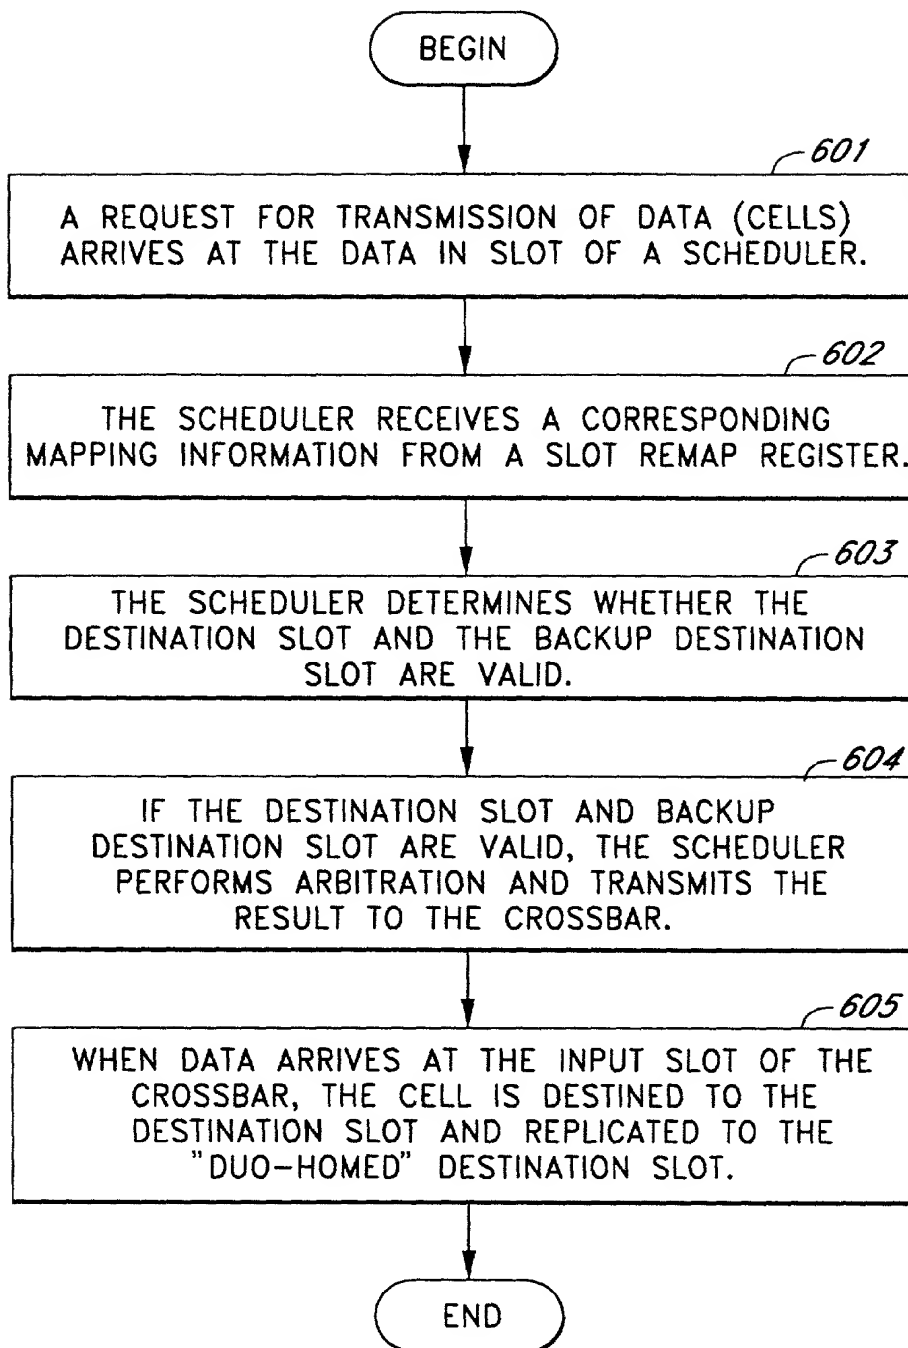 BEGIN
601
A REQUEST FOR TRANSMISSION OF DATA (CELLS)
ARRIVES AT THE DATA IN SLOT OF A SCHEDULER.
602
THE SCHEDULER RECEIVES A CORRESPONDING
MAPPING INFORMATION FROM A SLOT REMAP REGISTER.
603
THE SCHEDULER DETERMINES WHETHER THE
DESTINATION SLOT AND THE BACKUP DESTINATION
SLOT ARE VALID.
604
IF THE DESTINATION SLOT AND BACKUP
DESTINATION SLOT ARE VALID, THE SCHEDULER
PERFORMS ARBITRATION AND TRANSMITS THE
RESULT TO THE CROSSBAR.
605
WHEN DATA ARRIVES AT THE INPUT SLOT OF THE
CROSSBAR, THE CELL IS DESTINED TO THE
DESTINATION SLOT AND REPLICATED TO THE
"DUO-HOMED" DESTINATION SLOT.
END